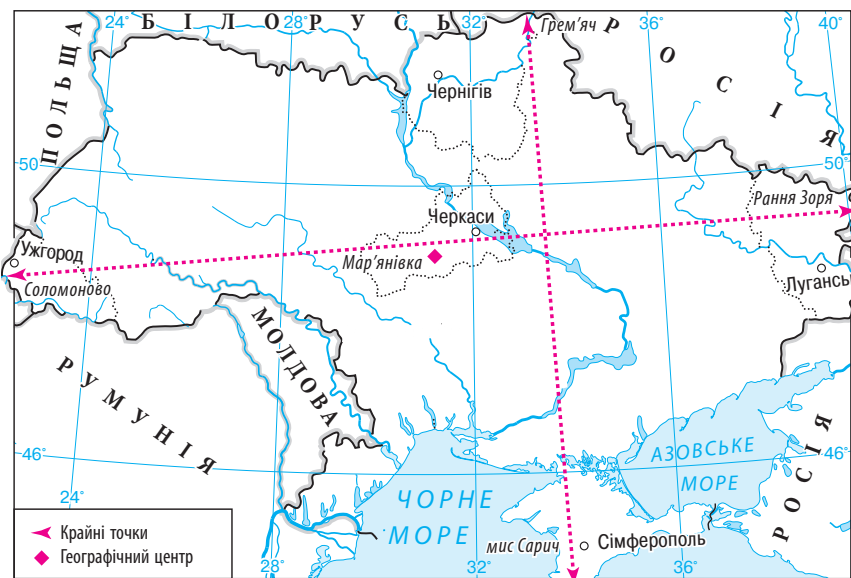 24°
БІЛОРУСЬ
28°
32°
Грем’яч
36°
40°
РОСІЯ
ПОЛЬЩА
Чернігів
50
50°
Рання Зоря
Черкаси
Ужгород
Мар’янівка
Соломоново
Луганськ
МОЛДОВА
РУМУНІЯ
46°
АЗОВСЬКЕ
МОРЕ
46°
РОСІЯ
24°
ЧОРНЕ
МОРЕ
мис Сарич
Сімферополь
Крайні точки
Географічний центр
28°
32°
36°